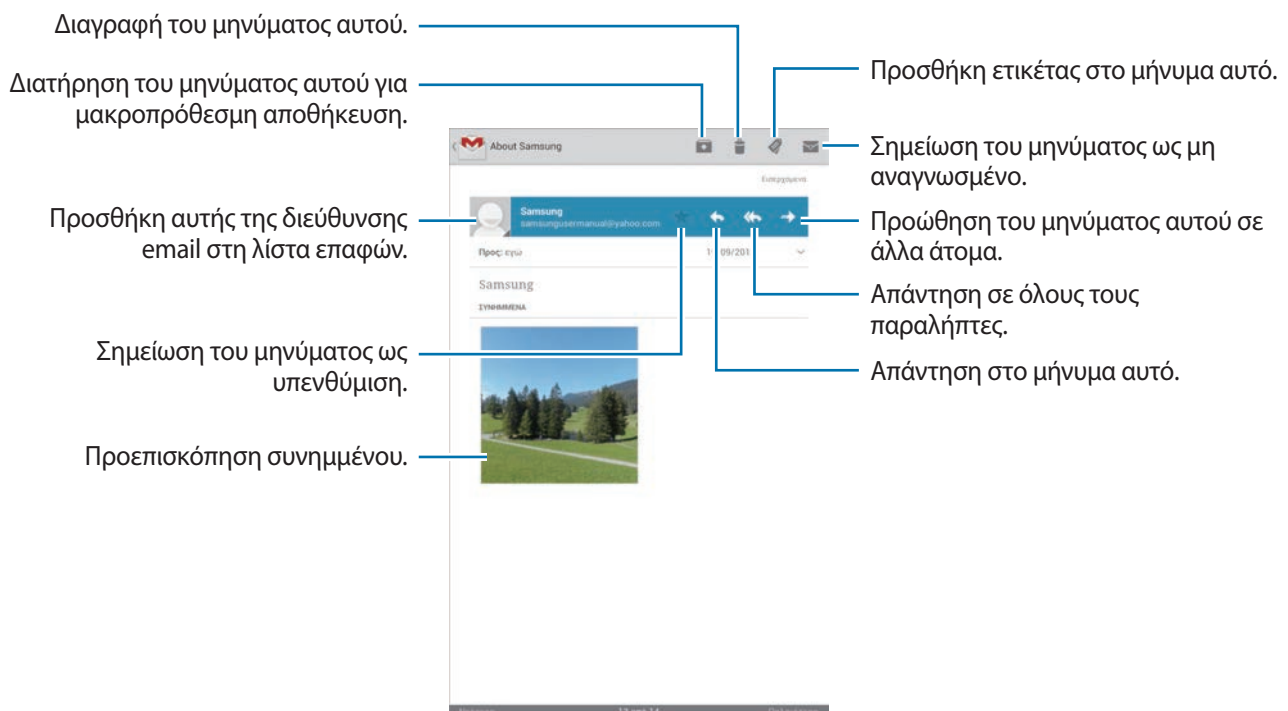 Διαγραφή του μηνύματος αυτού.
Διατήρηση του μηνύματος αυτού για
μακροπρόθεσμη αποθήκευση.
Προσθήκη αυτής της διεύθυνσης
email στη λίστα επαφών.
Σημείωση του μηνύματος ως
υπενθύμιση.
Προεπισκόπηση συνημμένου.
About Samsung
Εισερχόμενα
Samsung
samsungusermanual@yahoo.com
Προς: εγώ
09/201
Samsung
ΣΥΝΗΜΜΕΝΑ
Προσθήκη ετικέτας στο μήνυμα αυτό.
Σημείωση του μηνύματος ως μη
αναγνωσμένο.
Προώθηση του μηνύματος αυτού σε
άλλα άτομα.
Απάντηση σε όλους τους
παραλήπτες.
Απάντηση στο μήνυμα αυτό.